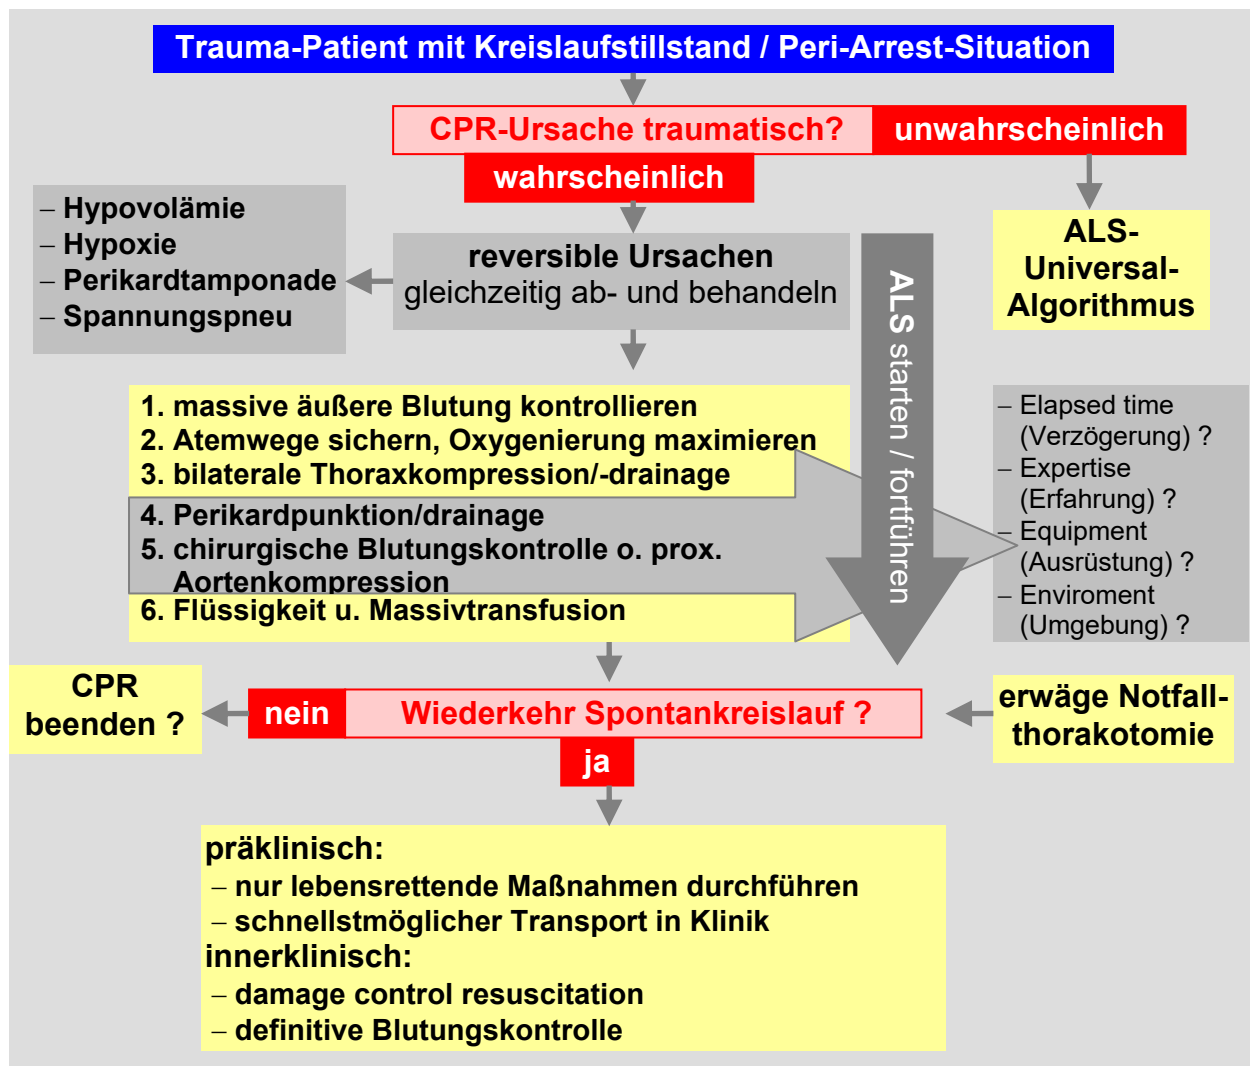 Trauma-Patient mit Kreislaufstillstand / Peri-Arrest-Situation
CPR-Ursache traumatisch?
unwahrscheinlich
wahrscheinlich
– Hypovolämie
– Hypoxie
– Perikardtamponade
– Spannungspneu
reversible Ursachen
gleichzeitig ab- und behandeln
ALS starten / fortführen
ALS-
Universal-
Algorithmus
1. massive äußere Blutung kontrollieren
2. Atemwege sichern, Oxygenierung maximieren
3. bilaterale Thoraxkompression/-drainage
4. Perikardpunktion/drainage
5. chirurgische Blutungskontrolle o. prox.
Aortenkompression
6. Flüssigkeit u. Massivtransfusion
– Elapsed time
(Verzögerung) ?
– Expertise
(Erfahrung) ?
– Equipment
(Ausrüstung) ?
– Enviroment
(Umgebung) ?
CPR
beenden ?
nein
Wiederkehr Spontankreislauf ?
ja
erwäge Notfall-
thorakotomie
präklinisch:
– nur lebensrettende Maßnahmen durchführen
– schnellstmöglicher Transport in Klinik
innerklinisch:
– damage control resuscitation
– definitive Blutungskontrolle